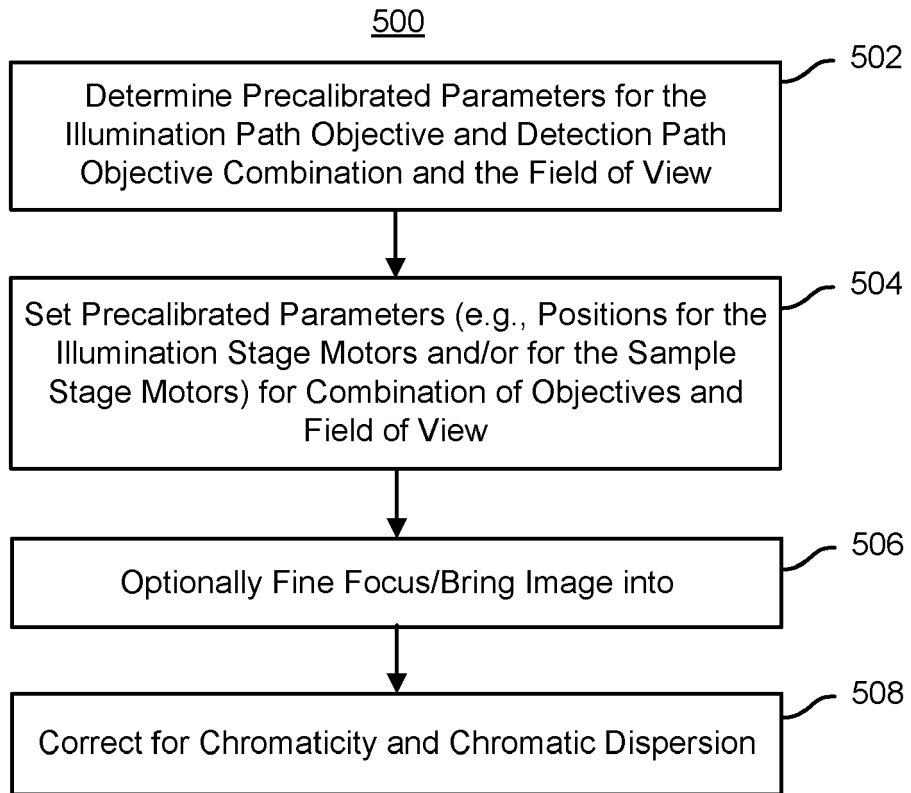 500
502
Determine Precalibrated Parameters for the
Illumination Path Objective and Detection Path
Objective Combination and the Field of View
504
Set Precalibrated Parameters (e.g., Positions for the
Illumination Stage Motors and/or for the Sample
Stage Motors) for Combination of Objectives and
Field of View
506
Optionally Fine Focus/Bring Image into
508
Correct for Chromaticity and Chromatic Dispersion